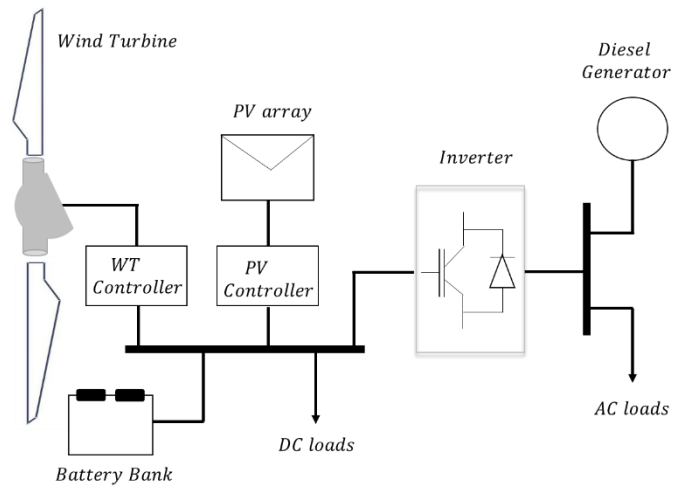 Wind Turbine
Diesel
Generator
PV array
Inverter
WT
Controller
PV
Controller
AC loads
DC loads
Battery Bank